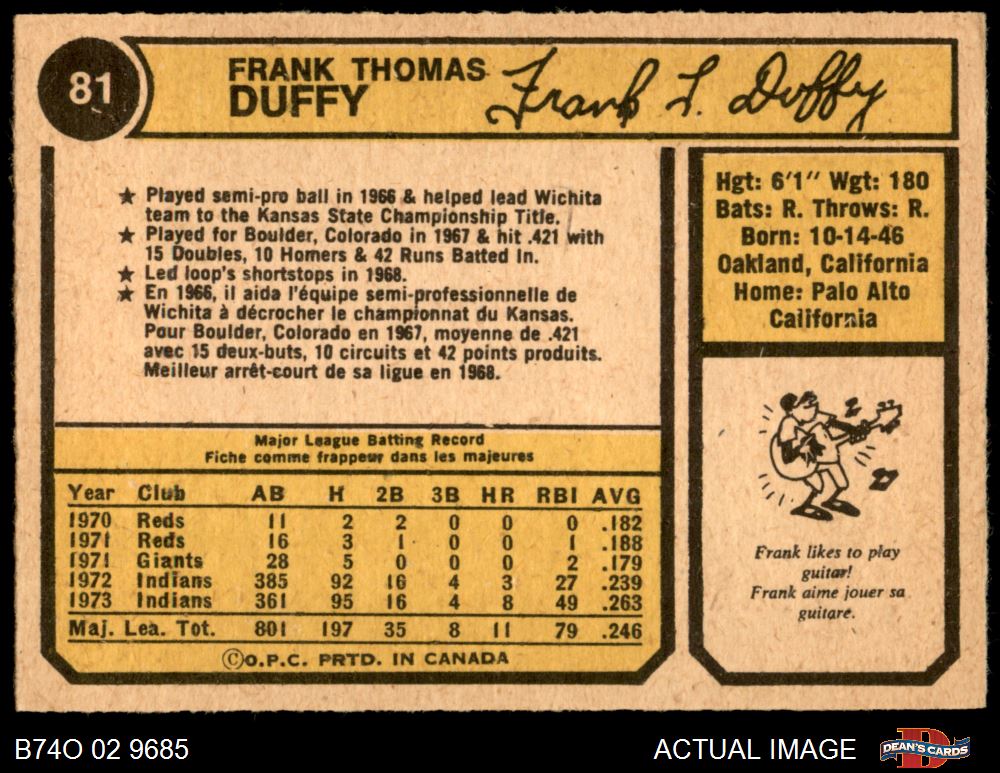 81
FRANK THOMAS
DUFFY
Frank T. Duffy
★ Played semi-pro ball in 1966 & helped lead Wichita
team to the Kansas State Championship Title.
★ Played for Boulder, Colorado in 1967 & hit .421 with
15 Doubles, 10 Homers & 42 Runs Batted In.
★ Led loop's shortstops in 1968.
★ En 1966, il aida l'équipe semi-professionnelle de
Wichita à décrocher le championnat du Kansas.
Pour Boulder, Colorado en 1967, moyenne de .421
avec 15 deux-buts, 10 circuits et 42 points produits.
Meilleur arrêt-court de sa ligue en 1968.
Hgt: 6'1" Wgt: 180
Bats: R. Throws: R.
Born: 10-14-46
Oakland, California
Home: Palo Alto
California
Major League Batting Record
Fiche comme frappeur dans les majeures
Year Club AB H 2B 3B HR RBI AVG
1970 Reds 11 2 2 0 0 0 .182
1971 Reds 16 3 1 0 0 1 .188
1971 Giants 28 5 0 0 0 2 .179
1972 Indians 385 92 16 4 3 27 .239
1973 Indians 361 95 16 4 8 49 .263
Maj. Lea. Tot. 801 197 35 8 11 79 .246
©O.P.C. PRTD. IN CANADA
Frank likes to play
guitar!
Frank aime jouer sa
guitare.
B74O 02 9685
ACTUAL IMAGE
DEAN'S CARDS